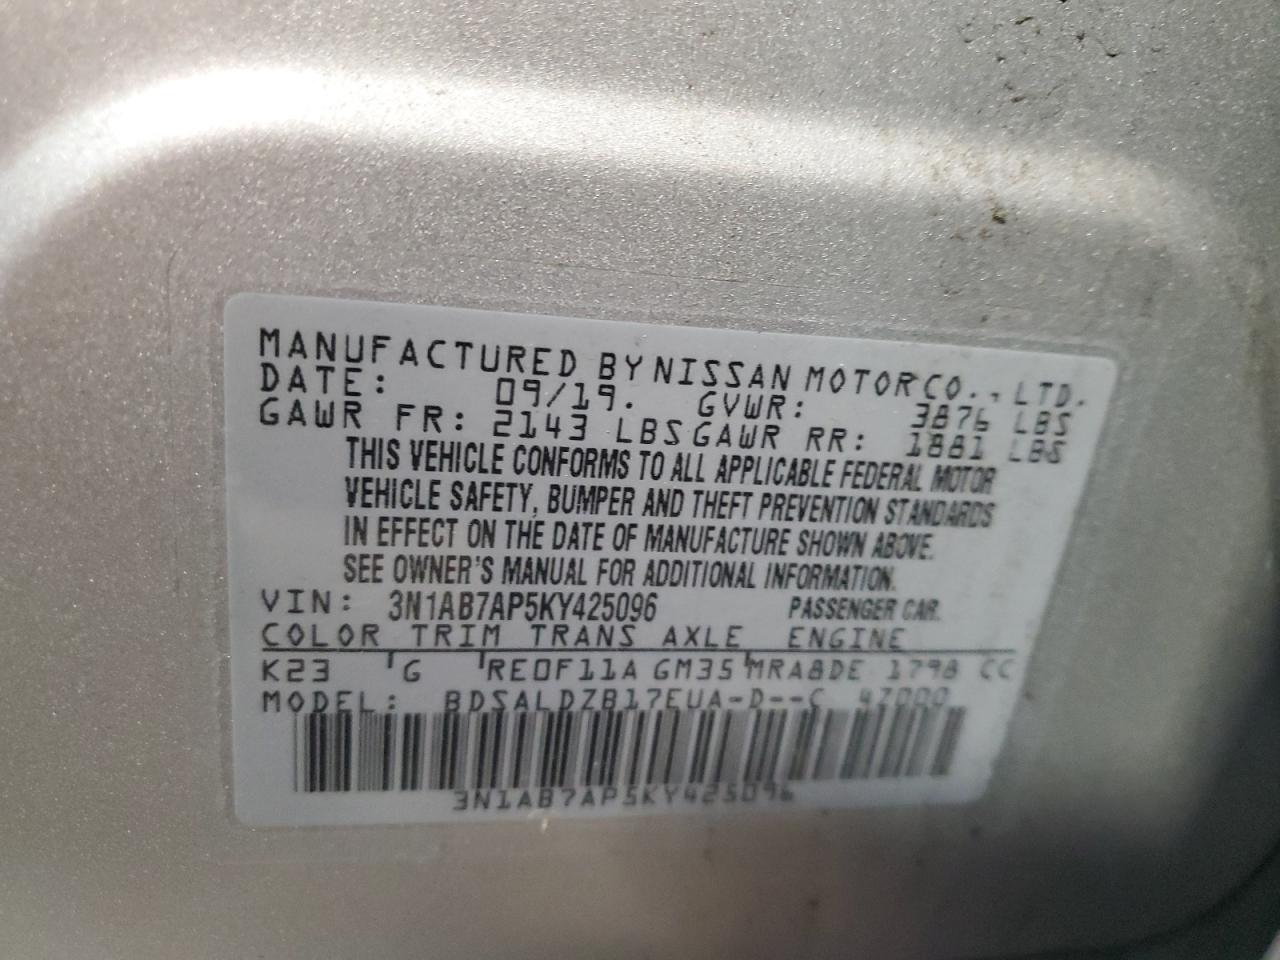 MANUFACTURED BY NISSAN MOTOR CO., LTD.
DATE: 09/19. GVWR: 3876 LBS
GAWR FR: 2143 LBS GAWR RR: 1881 LBS
THIS VEHICLE CONFORMS TO ALL APPLICABLE FEDERAL MOTOR
VEHICLE SAFETY, BUMPER AND THEFT PREVENTION STANDARDS
IN EFFECT ON THE DATE OF MANUFACTURE SHOWN ABOVE.
SEE OWNER'S MANUAL FOR ADDITIONAL INFORMATION.
VIN: 3N1AB7AP5KY425096 PASSENGER CAR.
COLOR TRIM TRANS AXLE ENGINE
K23 G RE0F11A GM35 MRA8DE 1798 CC
MODEL: BDSALDZB17EUA-D--C 4Z000
3N1AB7AP5KY425096